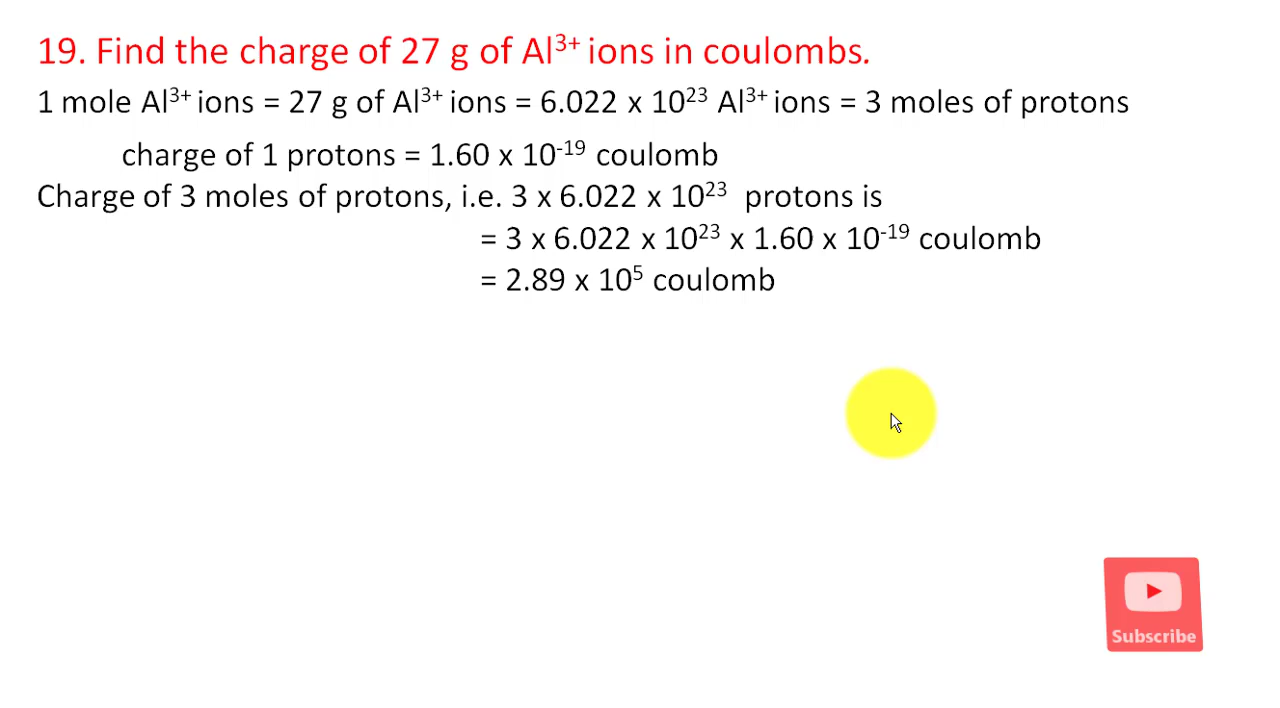 19. Find the charge of 27 g of Al³⁺ ions in coulombs.
1 mole Al³⁺ ions = 27 g of Al³⁺ ions = 6.022 x 10²³ Al³⁺ ions = 3 moles of protons
charge of 1 protons = 1.60 x 10⁻¹⁹ coulomb
Charge of 3 moles of protons, i.e. 3 x 6.022 x 10²³ protons is
= 3 x 6.022 x 10²³ x 1.60 x 10⁻¹⁹ coulomb
= 2.89 x 10⁵ coulomb
Subscribe